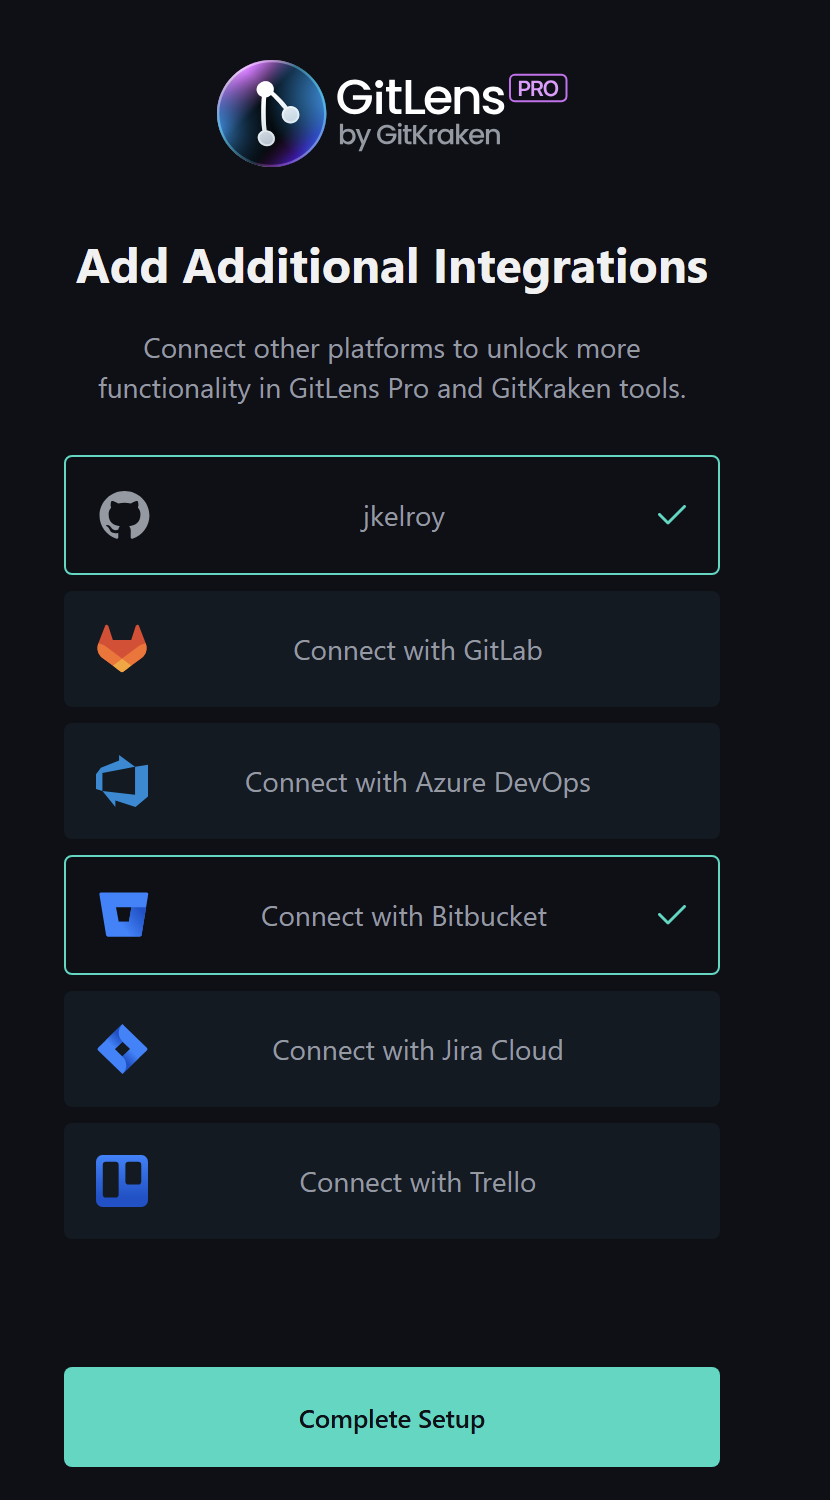 GitLens PRO
by GitKraken
Add Additional Integrations
Connect other platforms to unlock more
functionality in GitLens Pro and GitKraken tools.
jkelroy
Connect with GitLab
Connect with Azure DevOps
Connect with Bitbucket
Connect with Jira Cloud
Connect with Trello
Complete Setup